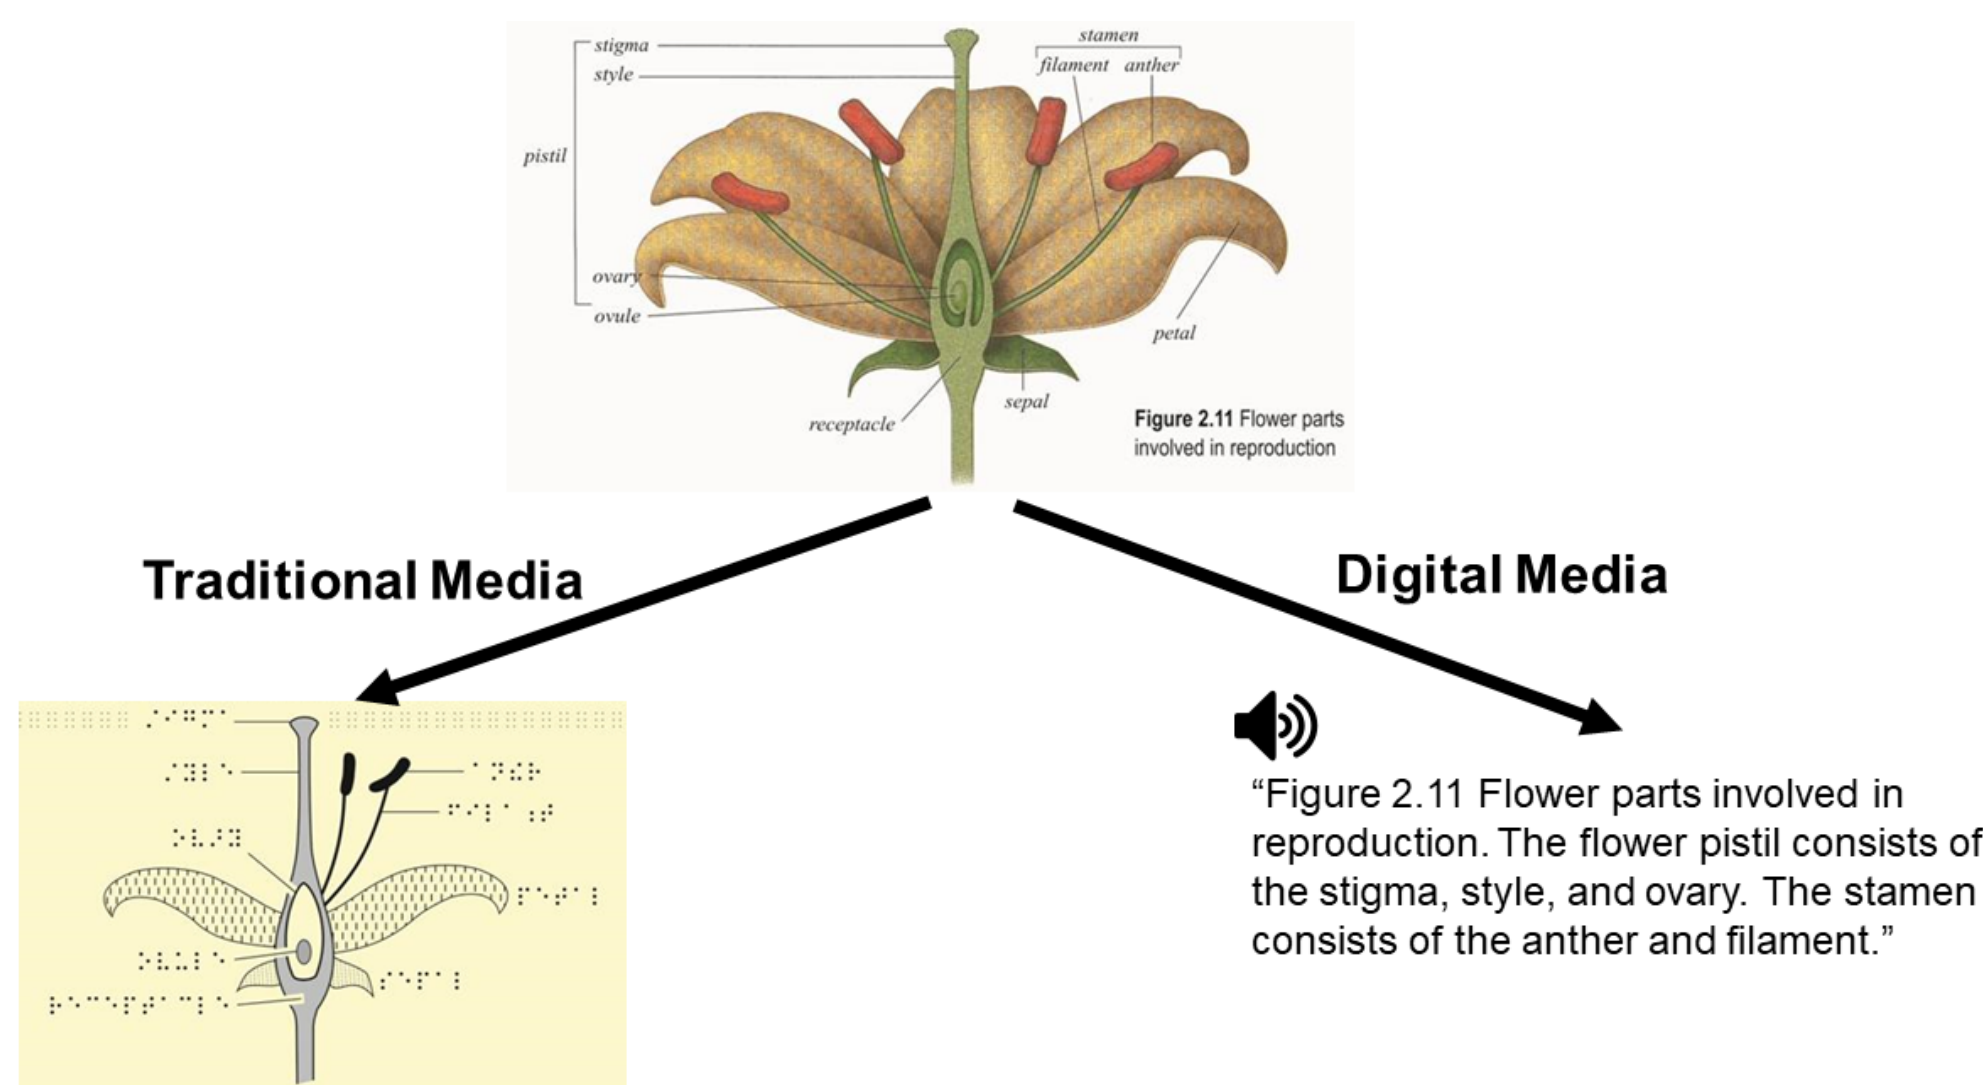 stigma
style
pistil
ovary
ovule
receptacle
stamen
filament anther
petal
sepal
Figure 2.11 Flower parts
involved in reproduction
Traditional Media
Digital Media
⠌⠊⠛⠍⠁
⠌⠽⠇⠑
⠁⠝⠮⠗
⠋⠊⠇⠁⠰⠞
⠕⠧⠜⠽
⠏⠑⠞⠁⠇
⠕⠧⠥⠇⠑
⠎⠑⠏⠁⠇
⠗⠑⠉⠑⠏⠞⠁⠉⠇⠑
“Figure 2.11 Flower parts involved in
reproduction. The flower pistil consists of
the stigma, style, and ovary. The stamen
consists of the anther and filament.”